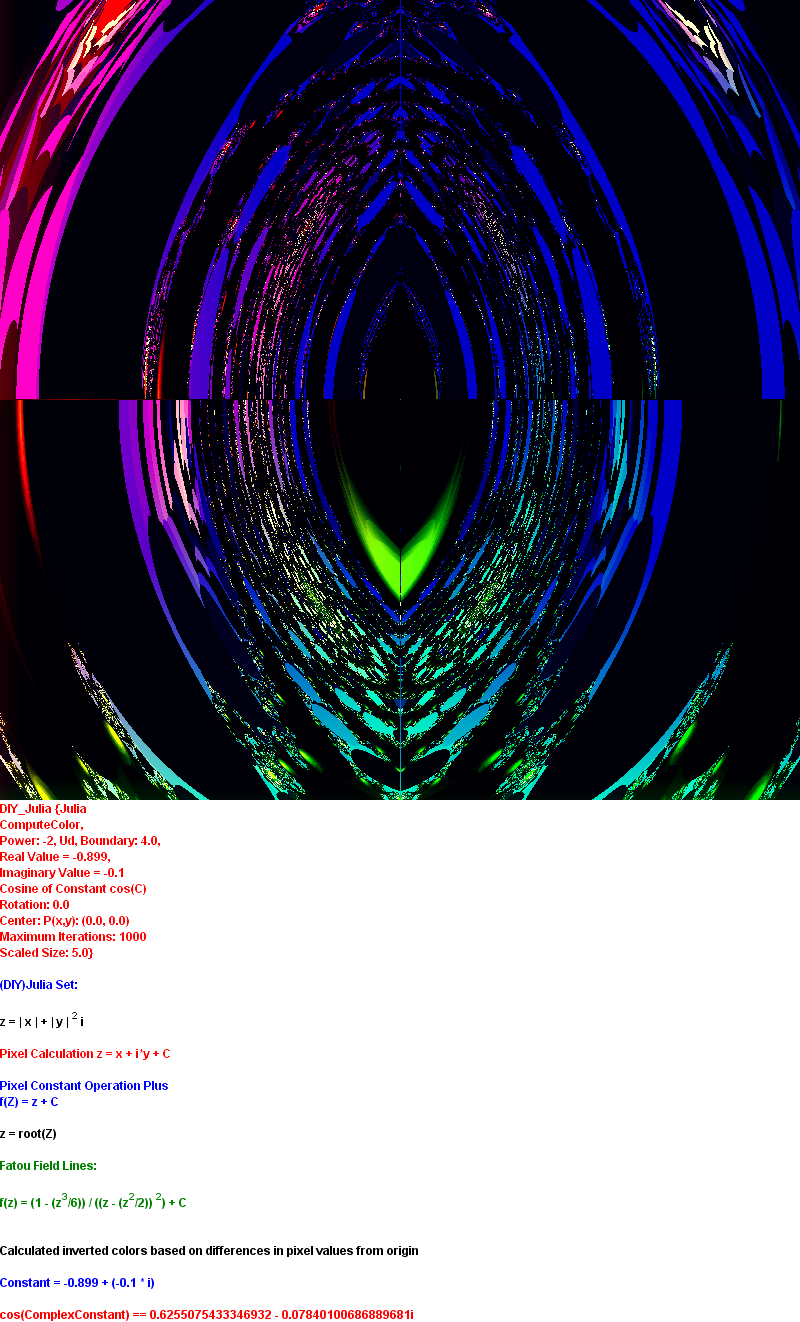 DIY_Julia {Julia
ComputeColor,
Power: -2, Ud, Boundary: 4.0,
Real Value = -0.899,
Imaginary Value = -0.1
Cosine of Constant cos(C)
Rotation: 0.0
Center: P(x,y): (0.0, 0.0)
Maximum Iterations: 1000
Scaled Size: 5.0}
(DIY)Julia Set:
z = | x | + | y | ² i
Pixel Calculation z = x + i*y + C
Pixel Constant Operation Plus
f(Z) = z + C
z = root(Z)
Fatou Field Lines:
f(z) = (1 - (z³/6)) / ((z - (z²/2)) ²) + C
Calculated inverted colors based on differences in pixel values from origin
Constant = -0.899 + (-0.1 * i)
cos(ComplexConstant) == 0.6255075433346932 - 0.07840100686889681i